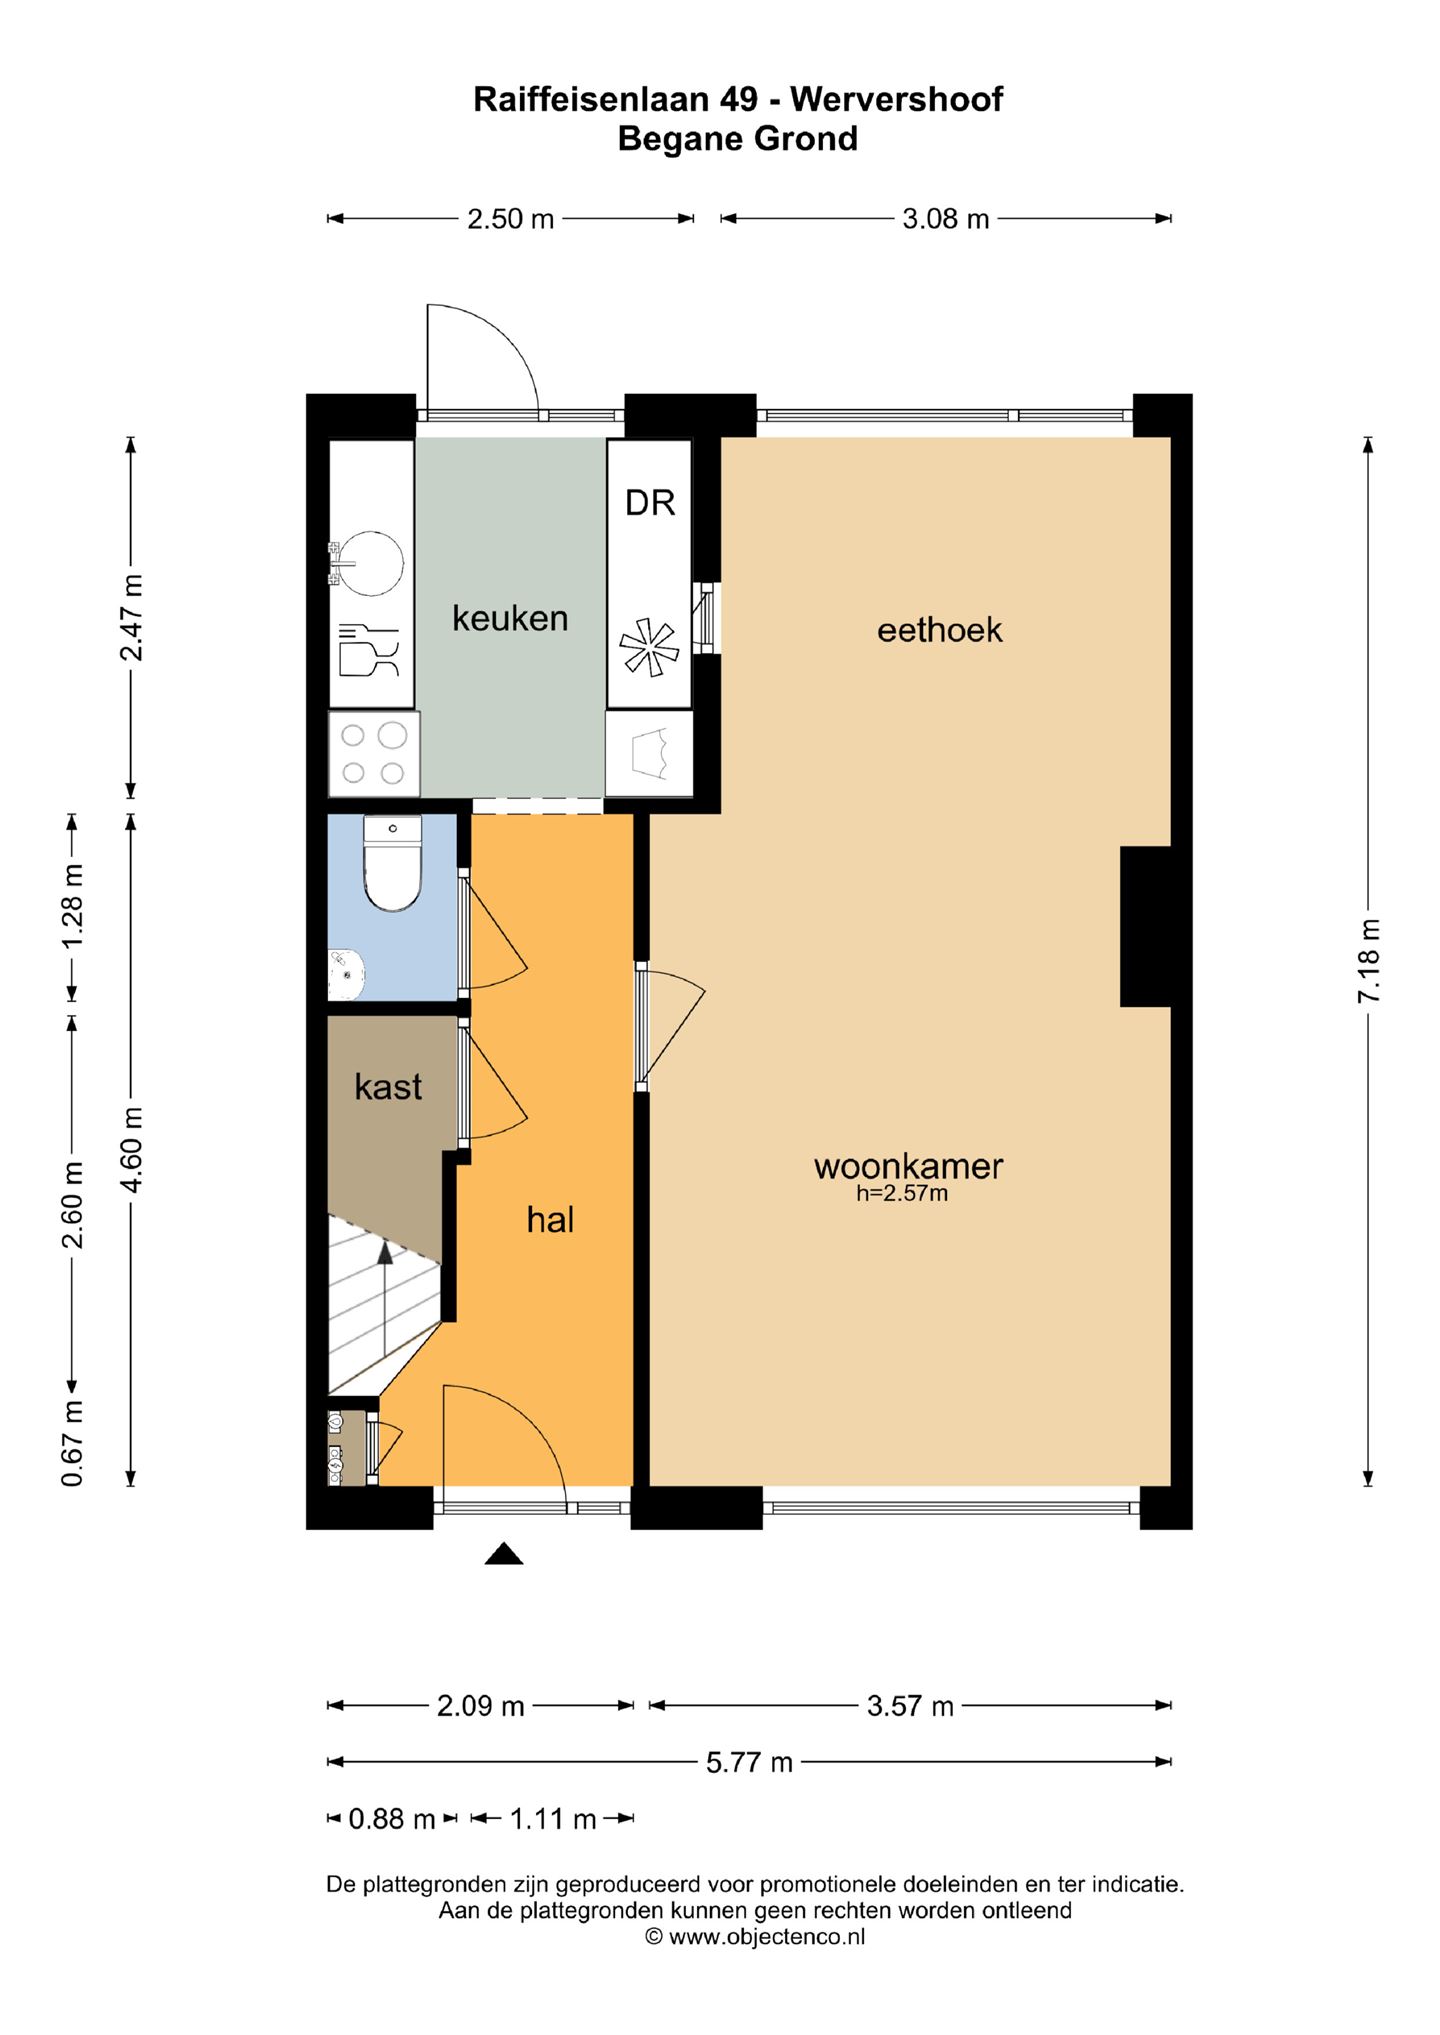 Raiffeisenlaan 49 - Wervershoof
Begane Grond
2.50 m
3.08 m
DR
keuken
eethoek
2.47 m
1.28 m
7.18 m
kast
4.60 m
woonkamer
h=2.57m
2.60 m
hal
0.67 m
2.09 m
3.57 m
5.77 m
0.88 m
1.11 m
De plattegronden zijn geproduceerd voor promotionele doeleinden en ter indicatie.
Aan de plattegronden kunnen geen rechten worden ontleend
© www.objectenco.nl